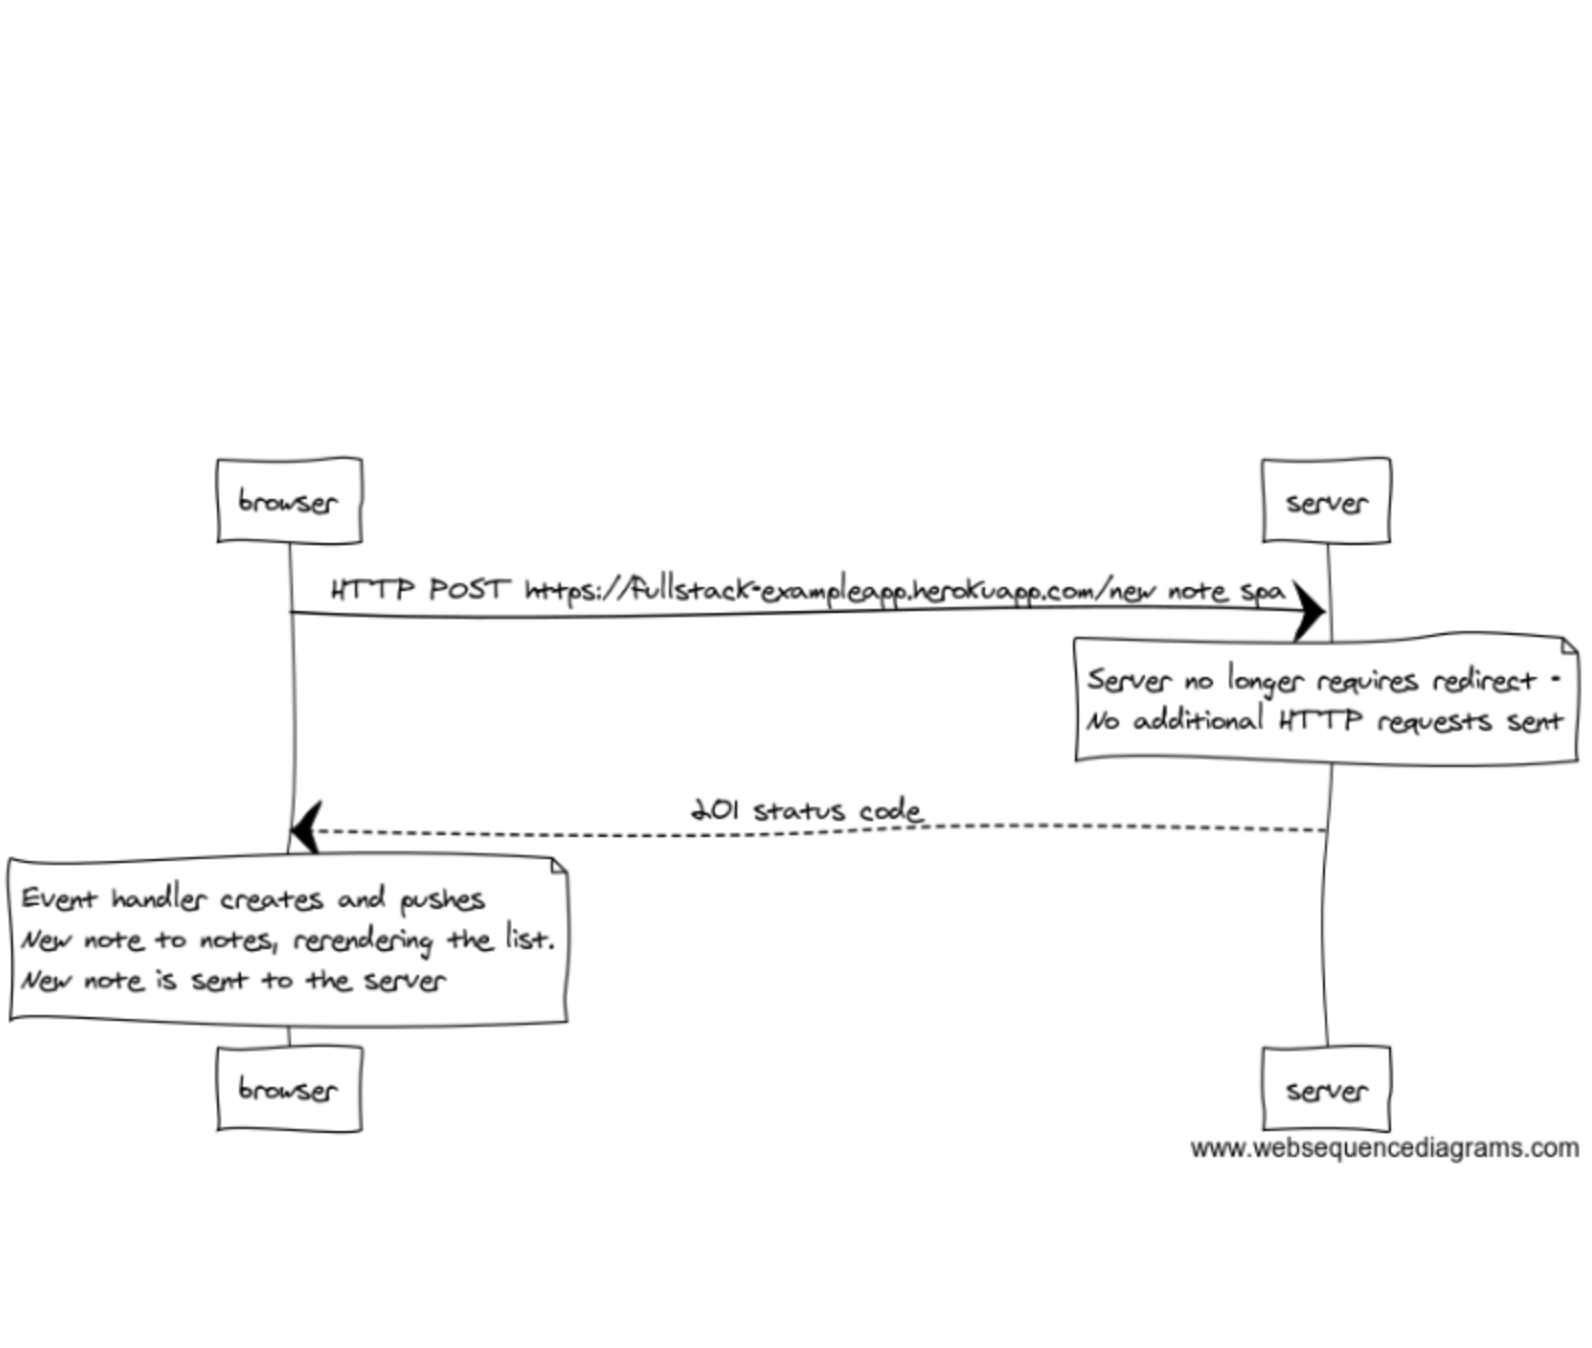 browser
server
HTTP POST https://fullstack-exampleapp.herokuapp.com/new note spa
Server no longer requires redirect -
No additional HTTP requests sent
201 status code
Event handler creates and pushes
New note to notes, rerendering the list.
New note is sent to the server
browser
server
www.websequencediagrams.com